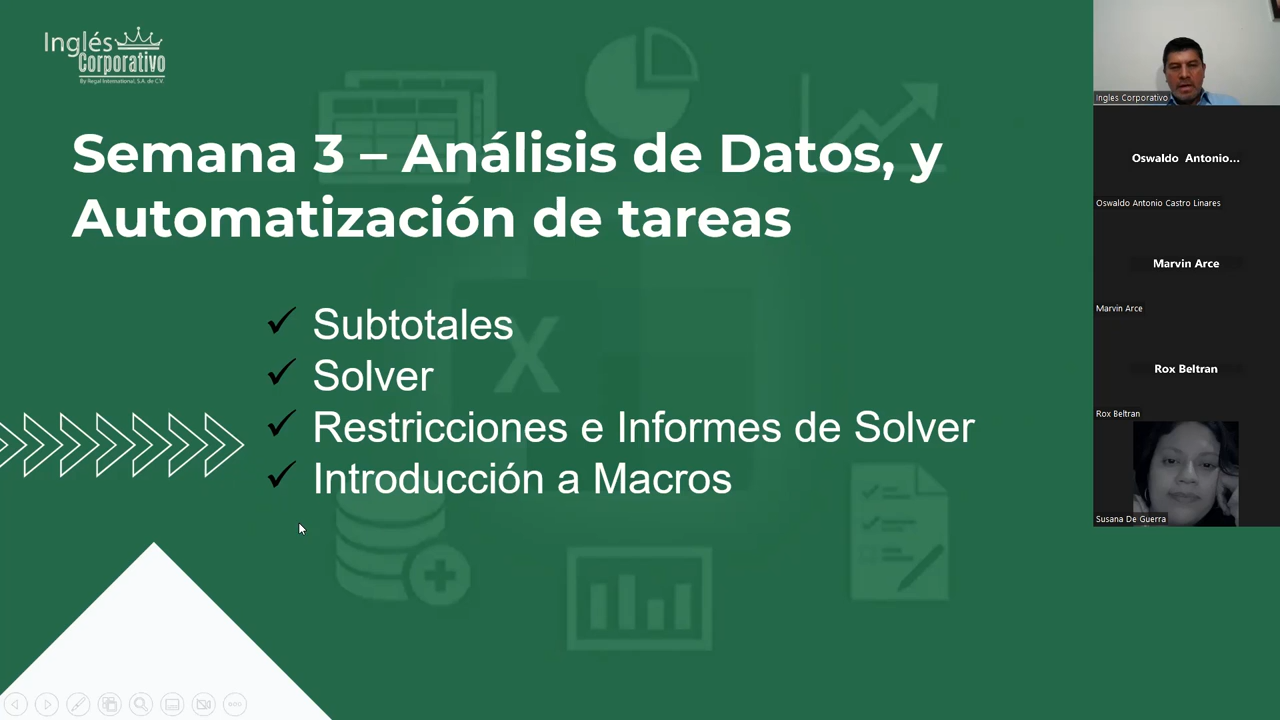 Inglés
Corporativo
By Regal International, S.A. de C.V.
Semana 3 – Análisis de Datos, y
Automatización de tareas
✓ Subtotales
✓ Solver
✓ Restricciones e Informes de Solver
✓ Introducción a Macros
X
Ingles Corporativo
Oswaldo Antonio...
Oswaldo Antonio Castro Linares
Marvin Arce
Marvin Arce
Rox Beltran
Rox Beltran
Susana De Guerra